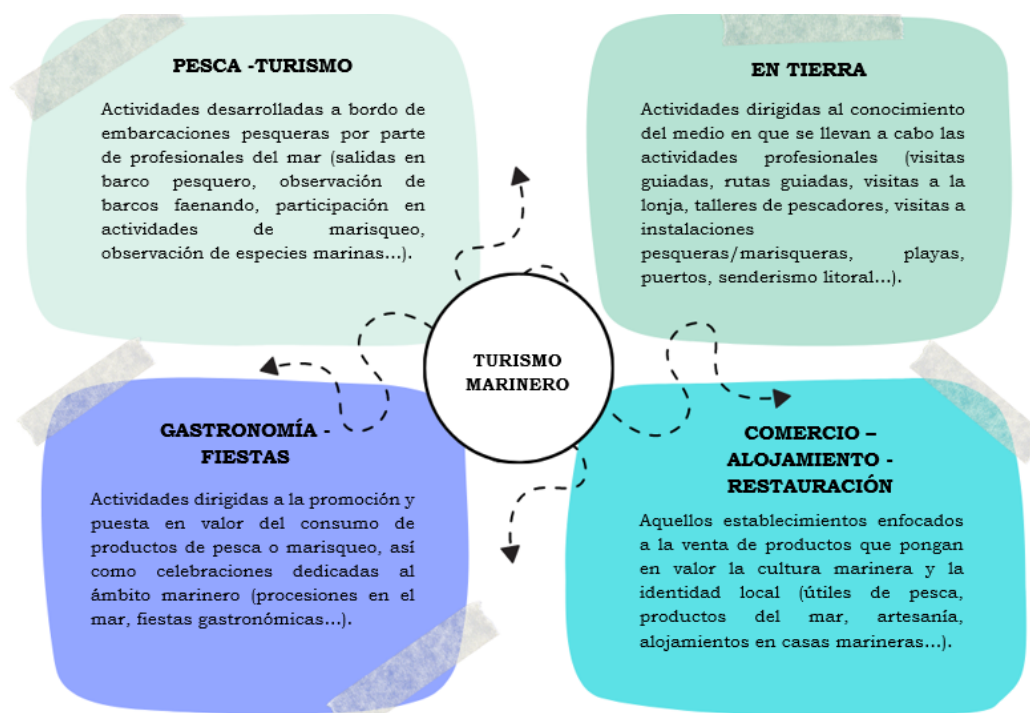 PESCA -TURISMO
Actividades desarrolladas a bordo de
embarcaciones pesqueras por parte
de profesionales del mar (salidas en
barco pesquero, observación de
barcos faenando, participación en
actividades de marisqueo,
observación de especies marinas...).
EN TIERRA
Actividades dirigidas al conocimiento
del medio en que se llevan a cabo las
actividades profesionales (visitas
guiadas, rutas guiadas, visitas a la
lonja, talleres de pescadores, visitas a
instalaciones
pesqueras/marisqueras, playas,
puertos, senderismo litoral...).
TURISMO
MARINERO
GASTRONOMÍA -
FIESTAS
Actividades dirigidas a la promoción y
puesta en valor del consumo de
productos de pesca o marisqueo, así
como celebraciones dedicadas al
ámbito marinero (procesiones en el
mar, fiestas gastronómicas...).
COMERCIO –
ALOJAMIENTO -
RESTAURACIÓN
Aquellos establecimientos enfocados
a la venta de productos que pongan
en valor la cultura marinera y la
identidad local (útiles de pesca,
productos del mar, artesanía,
alojamientos en casas marineras...).